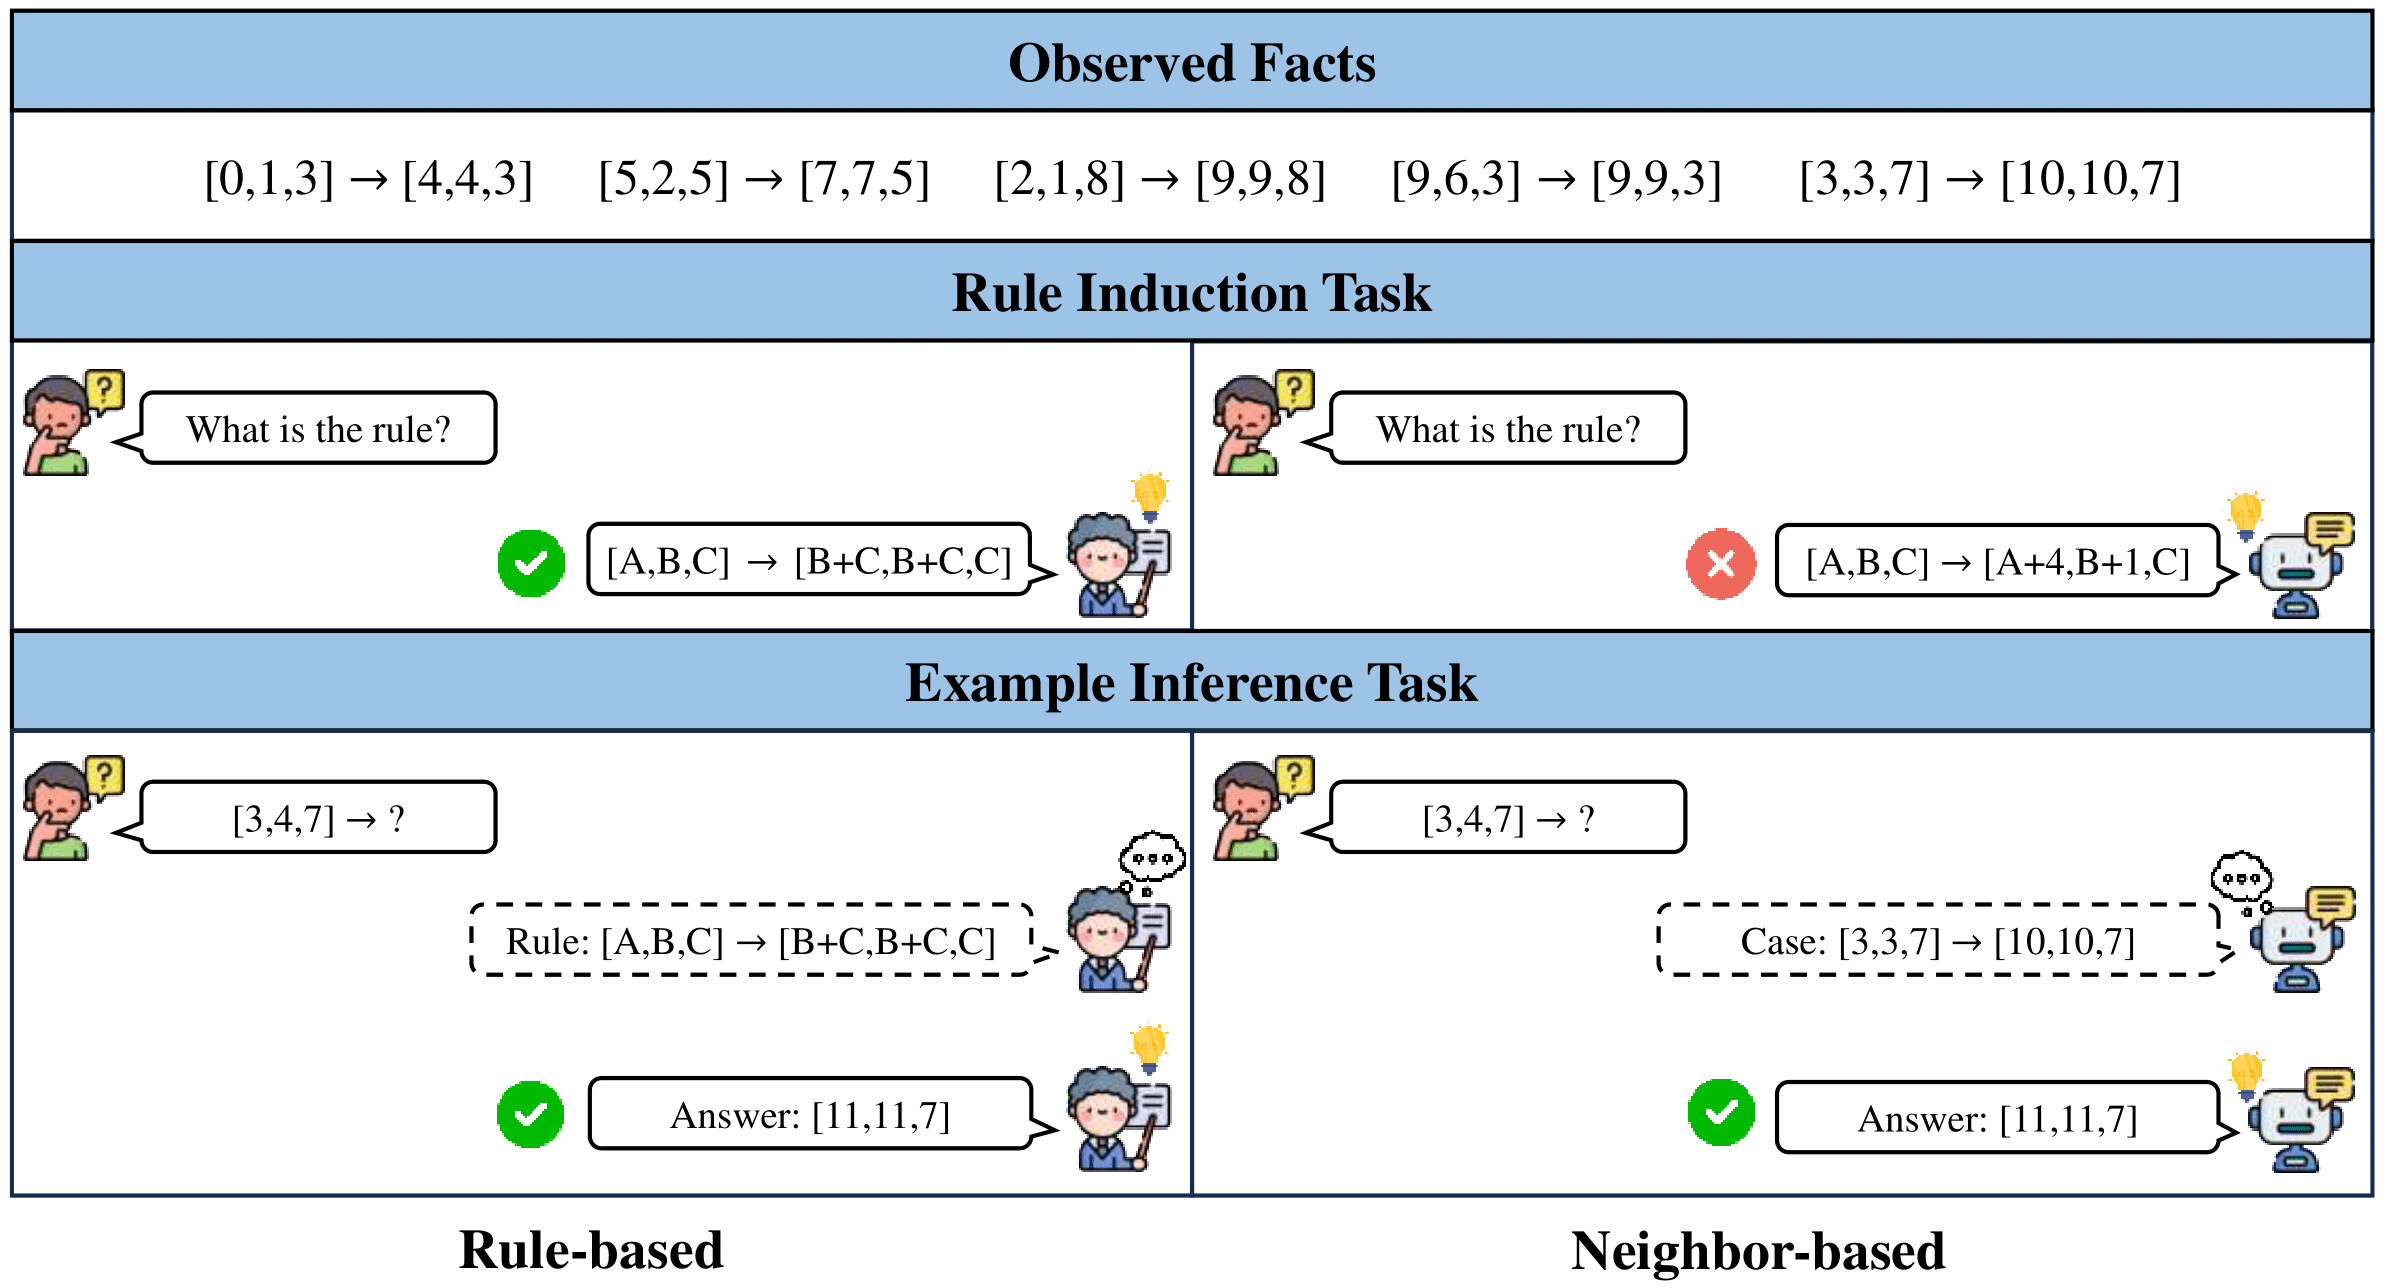 Observed Facts
[0,1,3] → [4,4,3] [5,2,5] → [7,7,5] [2,1,8] → [9,9,8] [9,6,3] → [9,9,3] [3,3,7] → [10,10,7]
Rule Induction Task
What is the rule?
[A,B,C] → [B+C,B+C,C]
What is the rule?
[A,B,C] → [A+4,B+1,C]
Example Inference Task
[3,4,7] → ?
Rule: [A,B,C] → [B+C,B+C,C]
Answer: [11,11,7]
[3,4,7] → ?
Case: [3,3,7] → [10,10,7]
Answer: [11,11,7]
Rule-based
Neighbor-based